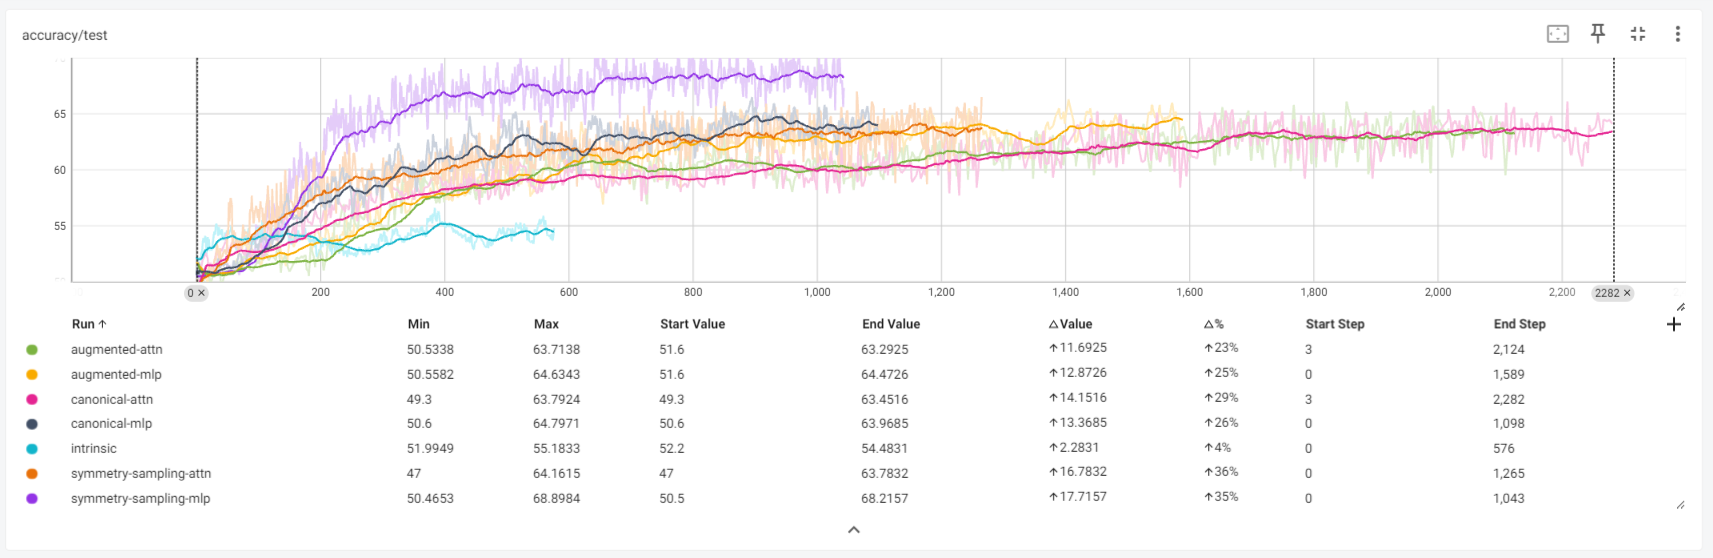 accuracy/test
65
60
55
0 ×
200
400
600
800
1,000
1,200
1,400
1,600
1,800
2,000
2,200
2282 ×
Run ↑ Min Max Start Value End Value △Value △% Start Step End Step
augmented-attn 50.5338 63.7138 51.6 63.2925 ↑11.6925 ↑23% 3 2,124
augmented-mlp 50.5582 64.6343 51.6 64.4726 ↑12.8726 ↑25% 0 1,589
canonical-attn 49.3 63.7924 49.3 63.4516 ↑14.1516 ↑29% 3 2,282
canonical-mlp 50.6 64.7971 50.6 63.9685 ↑13.3685 ↑26% 0 1,098
intrinsic 51.9949 55.1833 52.2 54.4831 ↑2.2831 ↑4% 0 576
symmetry-sampling-attn 47 64.1615 47 63.7832 ↑16.7832 ↑36% 0 1,265
symmetry-sampling-mlp 50.4653 68.8984 50.5 68.2157 ↑17.7157 ↑35% 0 1,043